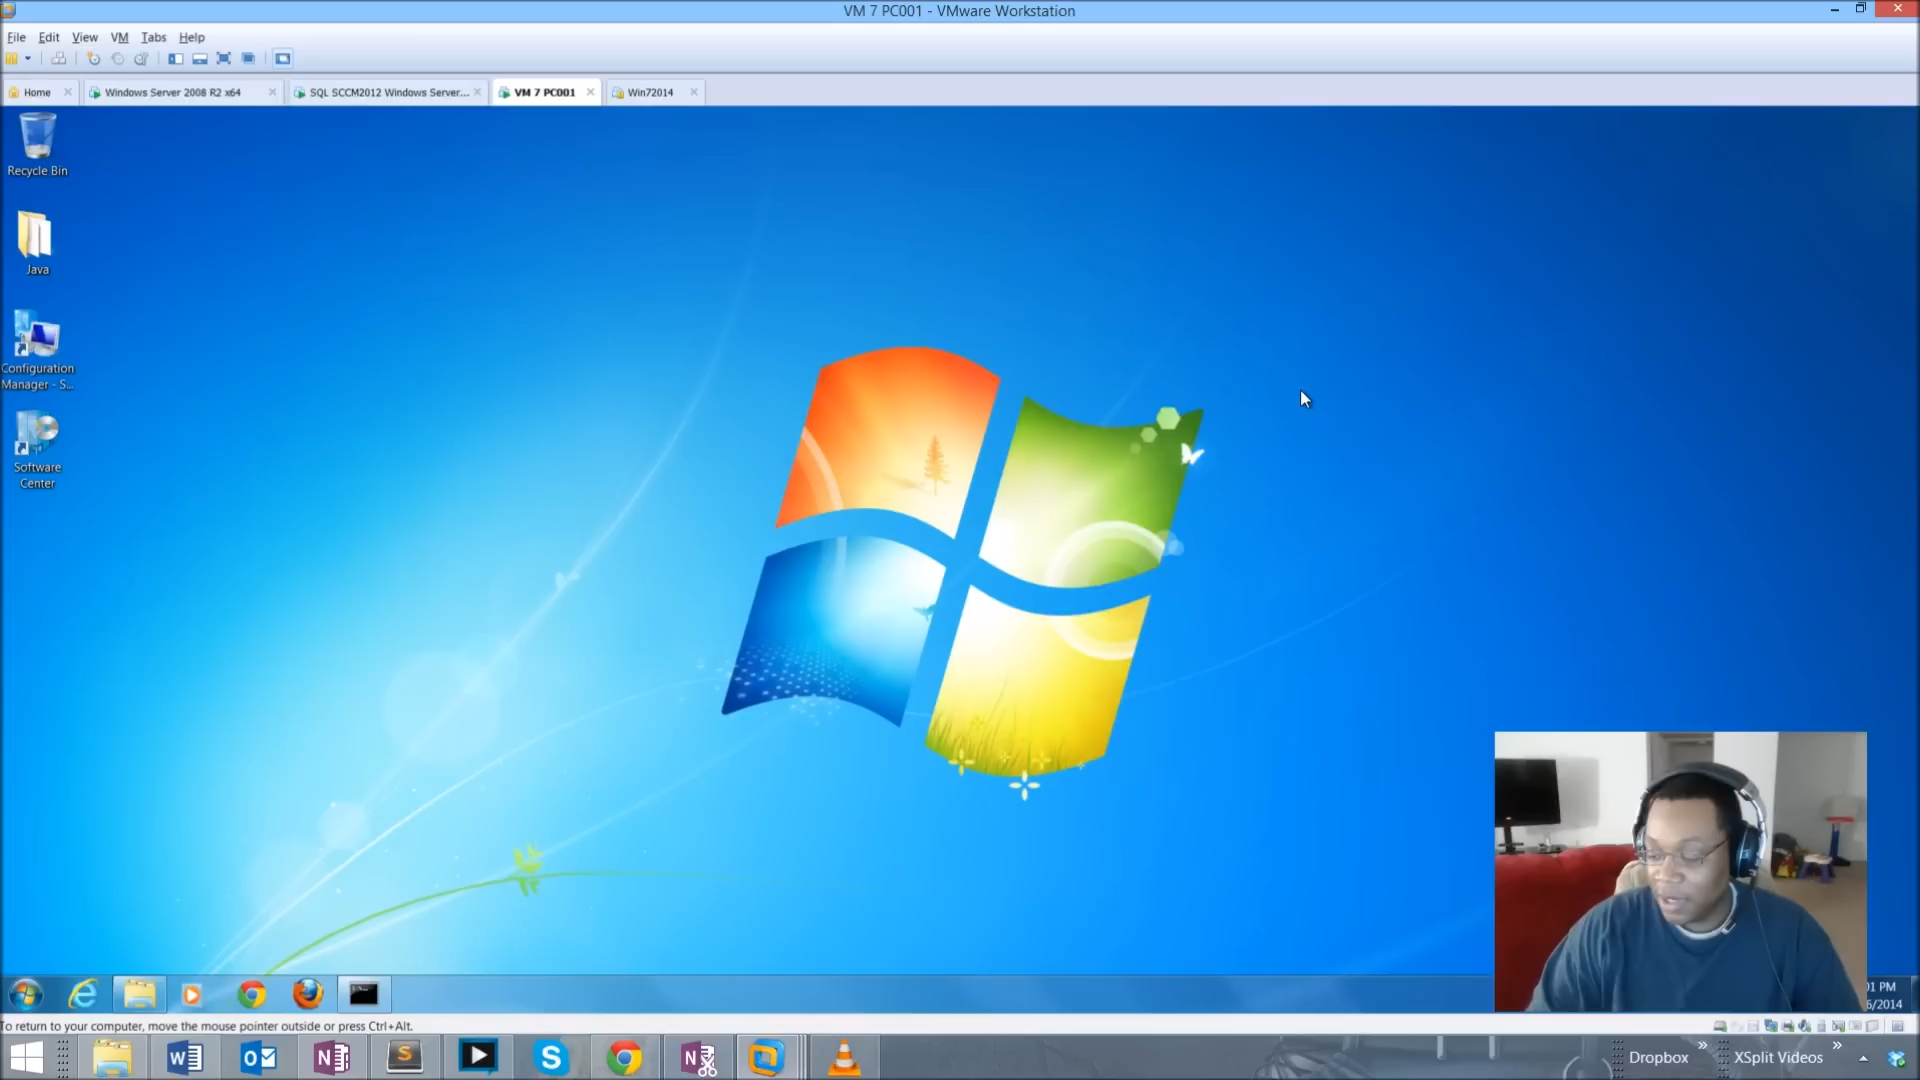 VM 7 PC001 - VMware Workstation
File Edit View VM Tabs Help
Home Windows Server 2008 R2 x64 SQL SCCM2012 Windows Server... VM 7 PC001 Win72014
Recycle Bin
Java
Configuration
Manager - S...
Software
Center
01 PM
6/2014
To return to your computer, move the mouse pointer outside or press Ctrl+Alt.
Dropbox » XSplit Videos »